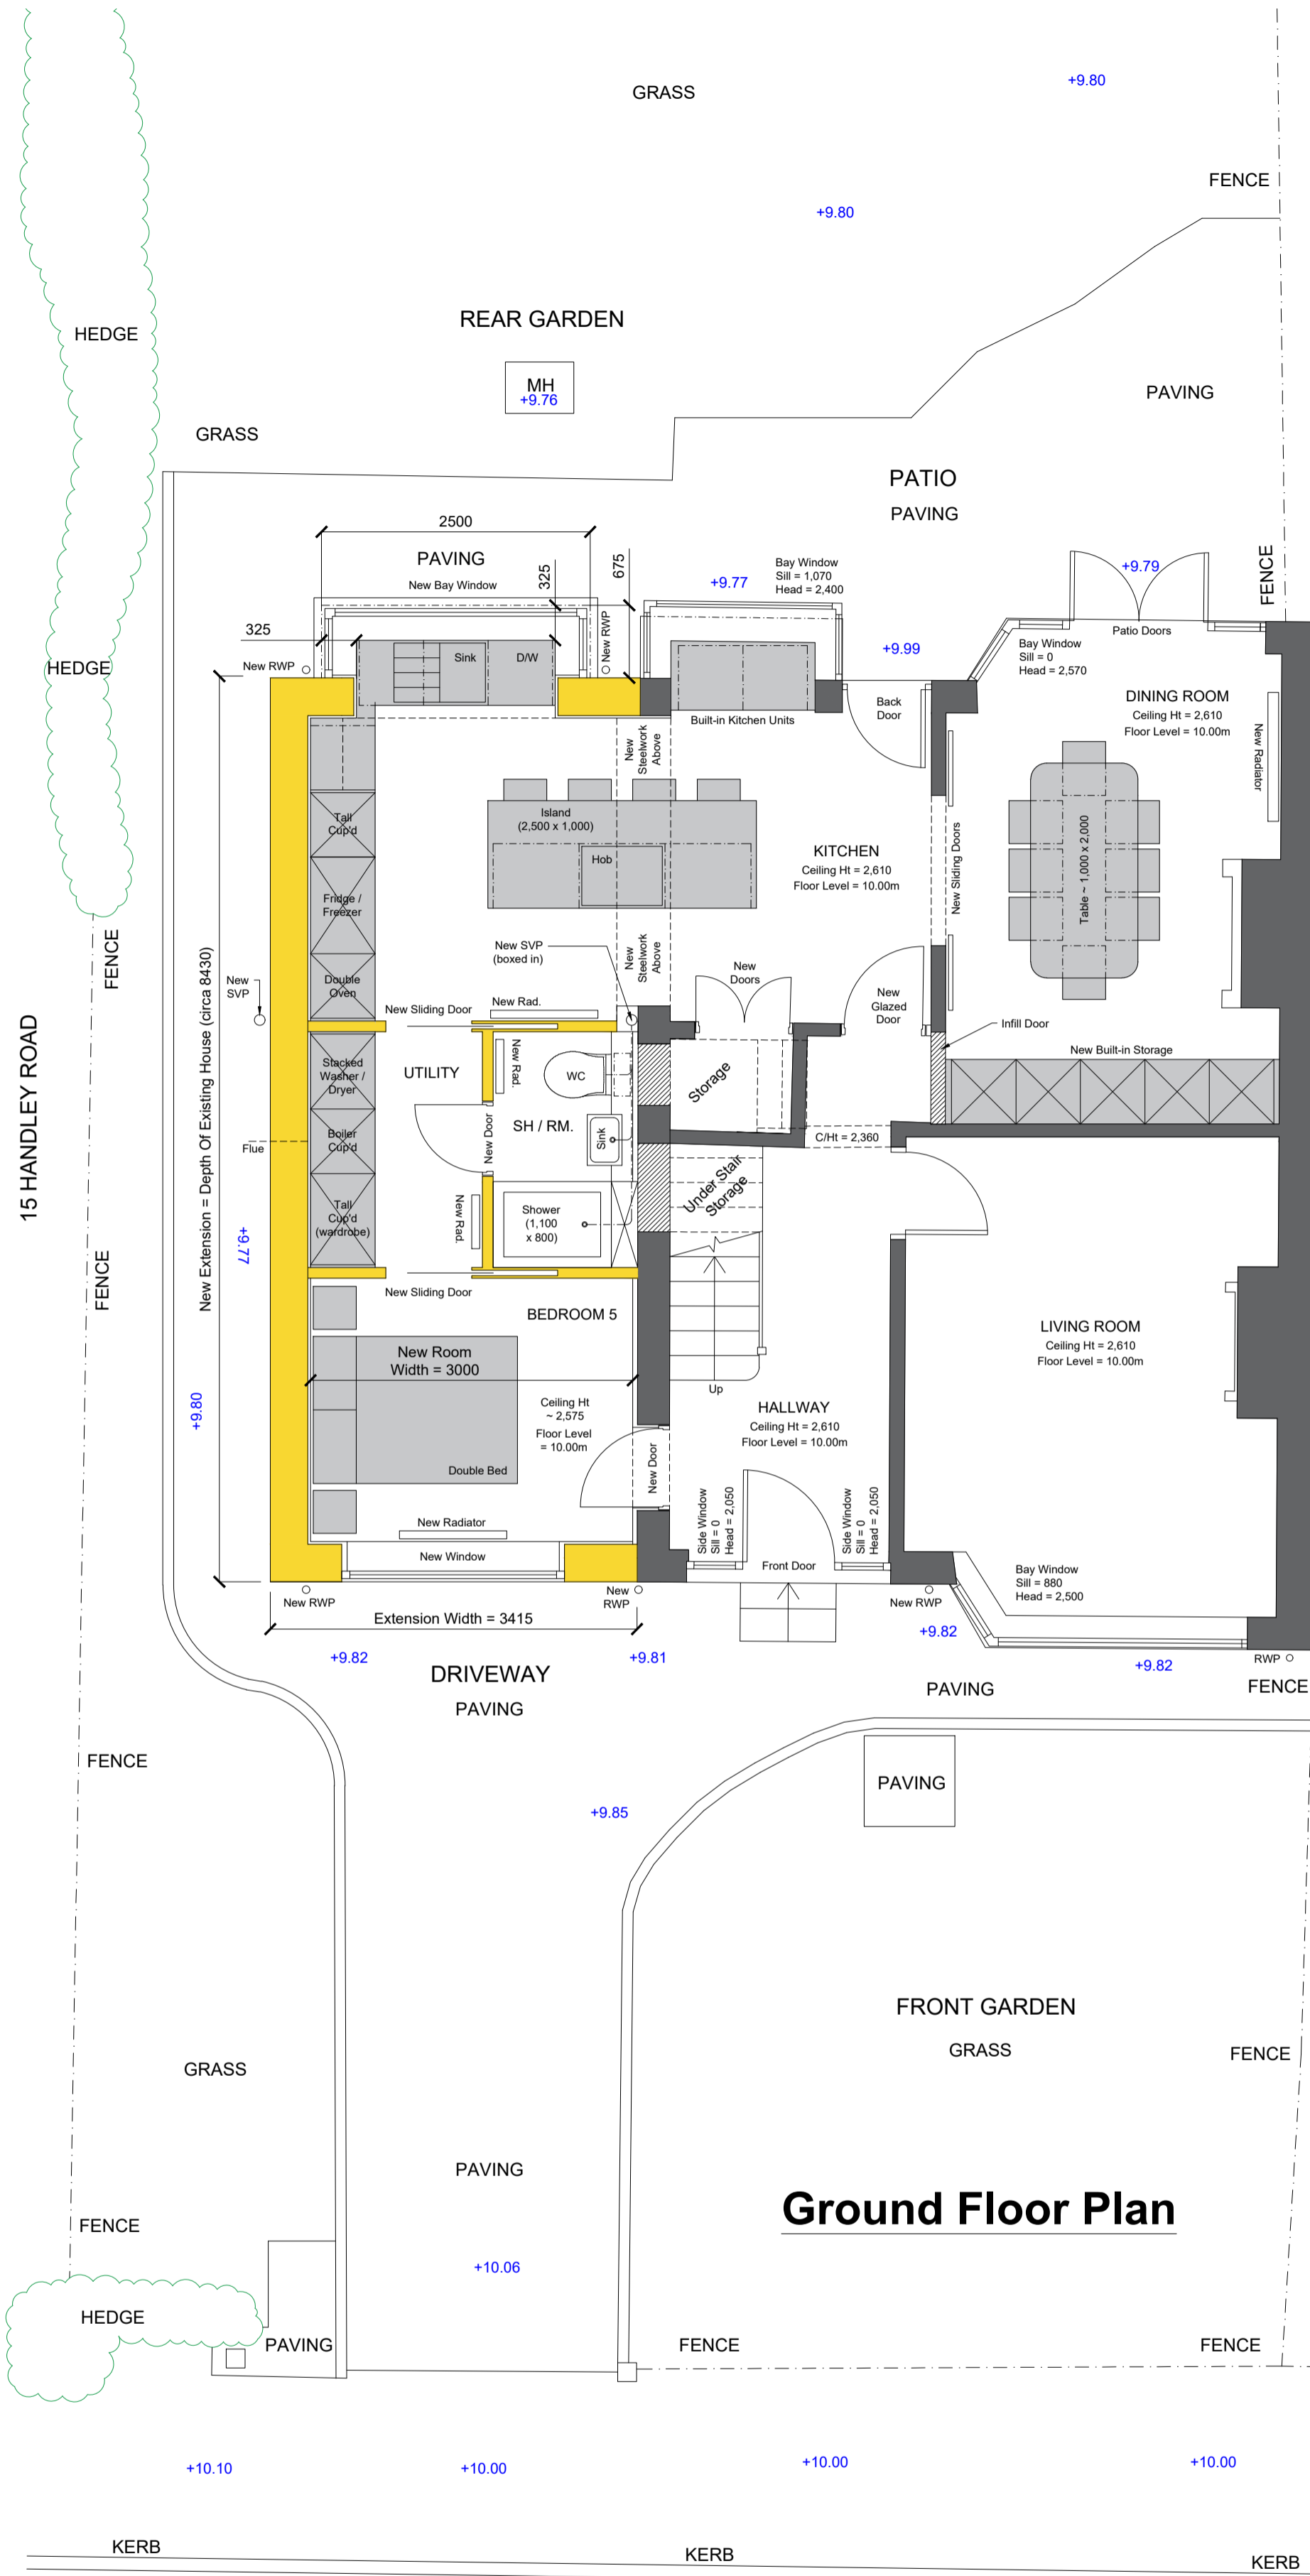 GRASS
+9.80
FENCE
+9.80
REAR GARDEN
HEDGE
MH
+9.76
PAVING
GRASS
PATIO
PAVING
2500
PAVING
New Bay Window
325
675
Bay Window
Sill = 1,070
Head = 2,400
+9.77
+9.79
FENCE
325
New RWP
New RWP
Sink
D/W
+9.99
Patio Doors
Bay Window
Sill = 0
Head = 2,570
HEDGE
Back
Door
DINING ROOM
Ceiling Ht = 2,610
Floor Level = 10.00m
Built-in Kitchen Units
New
Steelwork
Above
New Radiator
Tall
Cup'd
Island
(2,500 x 1,000)
Hob
KITCHEN
Ceiling Ht = 2,610
Floor Level = 10.00m
New Sliding Doors
Table ~ 1,000 x 2,000
Fridge /
Freezer
FENCE
New SVP
(boxed in)
New
Steelwork
Above
New
Doors
New
SVP
Double
Oven
New Rad.
New Sliding Door
New
Glazed
Door
Infill Door
New Built-in Storage
15 HANDLEY ROAD
New Extension = Depth Of Existing House (circa 8430)
Stacked
Washer /
Dryer
UTILITY
New Rad.
WC
Storage
SH / RM.
New Door
Sink
Boiler
Cup'd
Flue
C/Ht = 2,360
Under Stair
Storage
Tall
Cup'd
(wardrobe)
New Rad.
Shower
(1,100
x 800)
+9.77
FENCE
New Sliding Door
BEDROOM 5
LIVING ROOM
Ceiling Ht = 2,610
Floor Level = 10.00m
New Room
Width = 3000
Up
+9.80
Ceiling Ht
~ 2,575
Floor Level
= 10.00m
HALLWAY
Ceiling Ht = 2,610
Floor Level = 10.00m
Double Bed
New Door
Side Window
Sill = 0
Head = 2,050
Side Window
Sill = 0
Head = 2,050
New Radiator
New Window
Front Door
Bay Window
Sill = 880
Head = 2,500
New RWP
New
RWP
New RWP
Extension Width = 3415
+9.82
+9.82
+9.81
+9.82
RWP
DRIVEWAY
PAVING
PAVING
FENCE
FENCE
PAVING
+9.85
FRONT GARDEN
GRASS
FENCE
GRASS
PAVING
Ground Floor Plan
FENCE
+10.06
HEDGE
PAVING
FENCE
FENCE
+10.10
+10.00
+10.00
+10.00
KERB
KERB
KERB